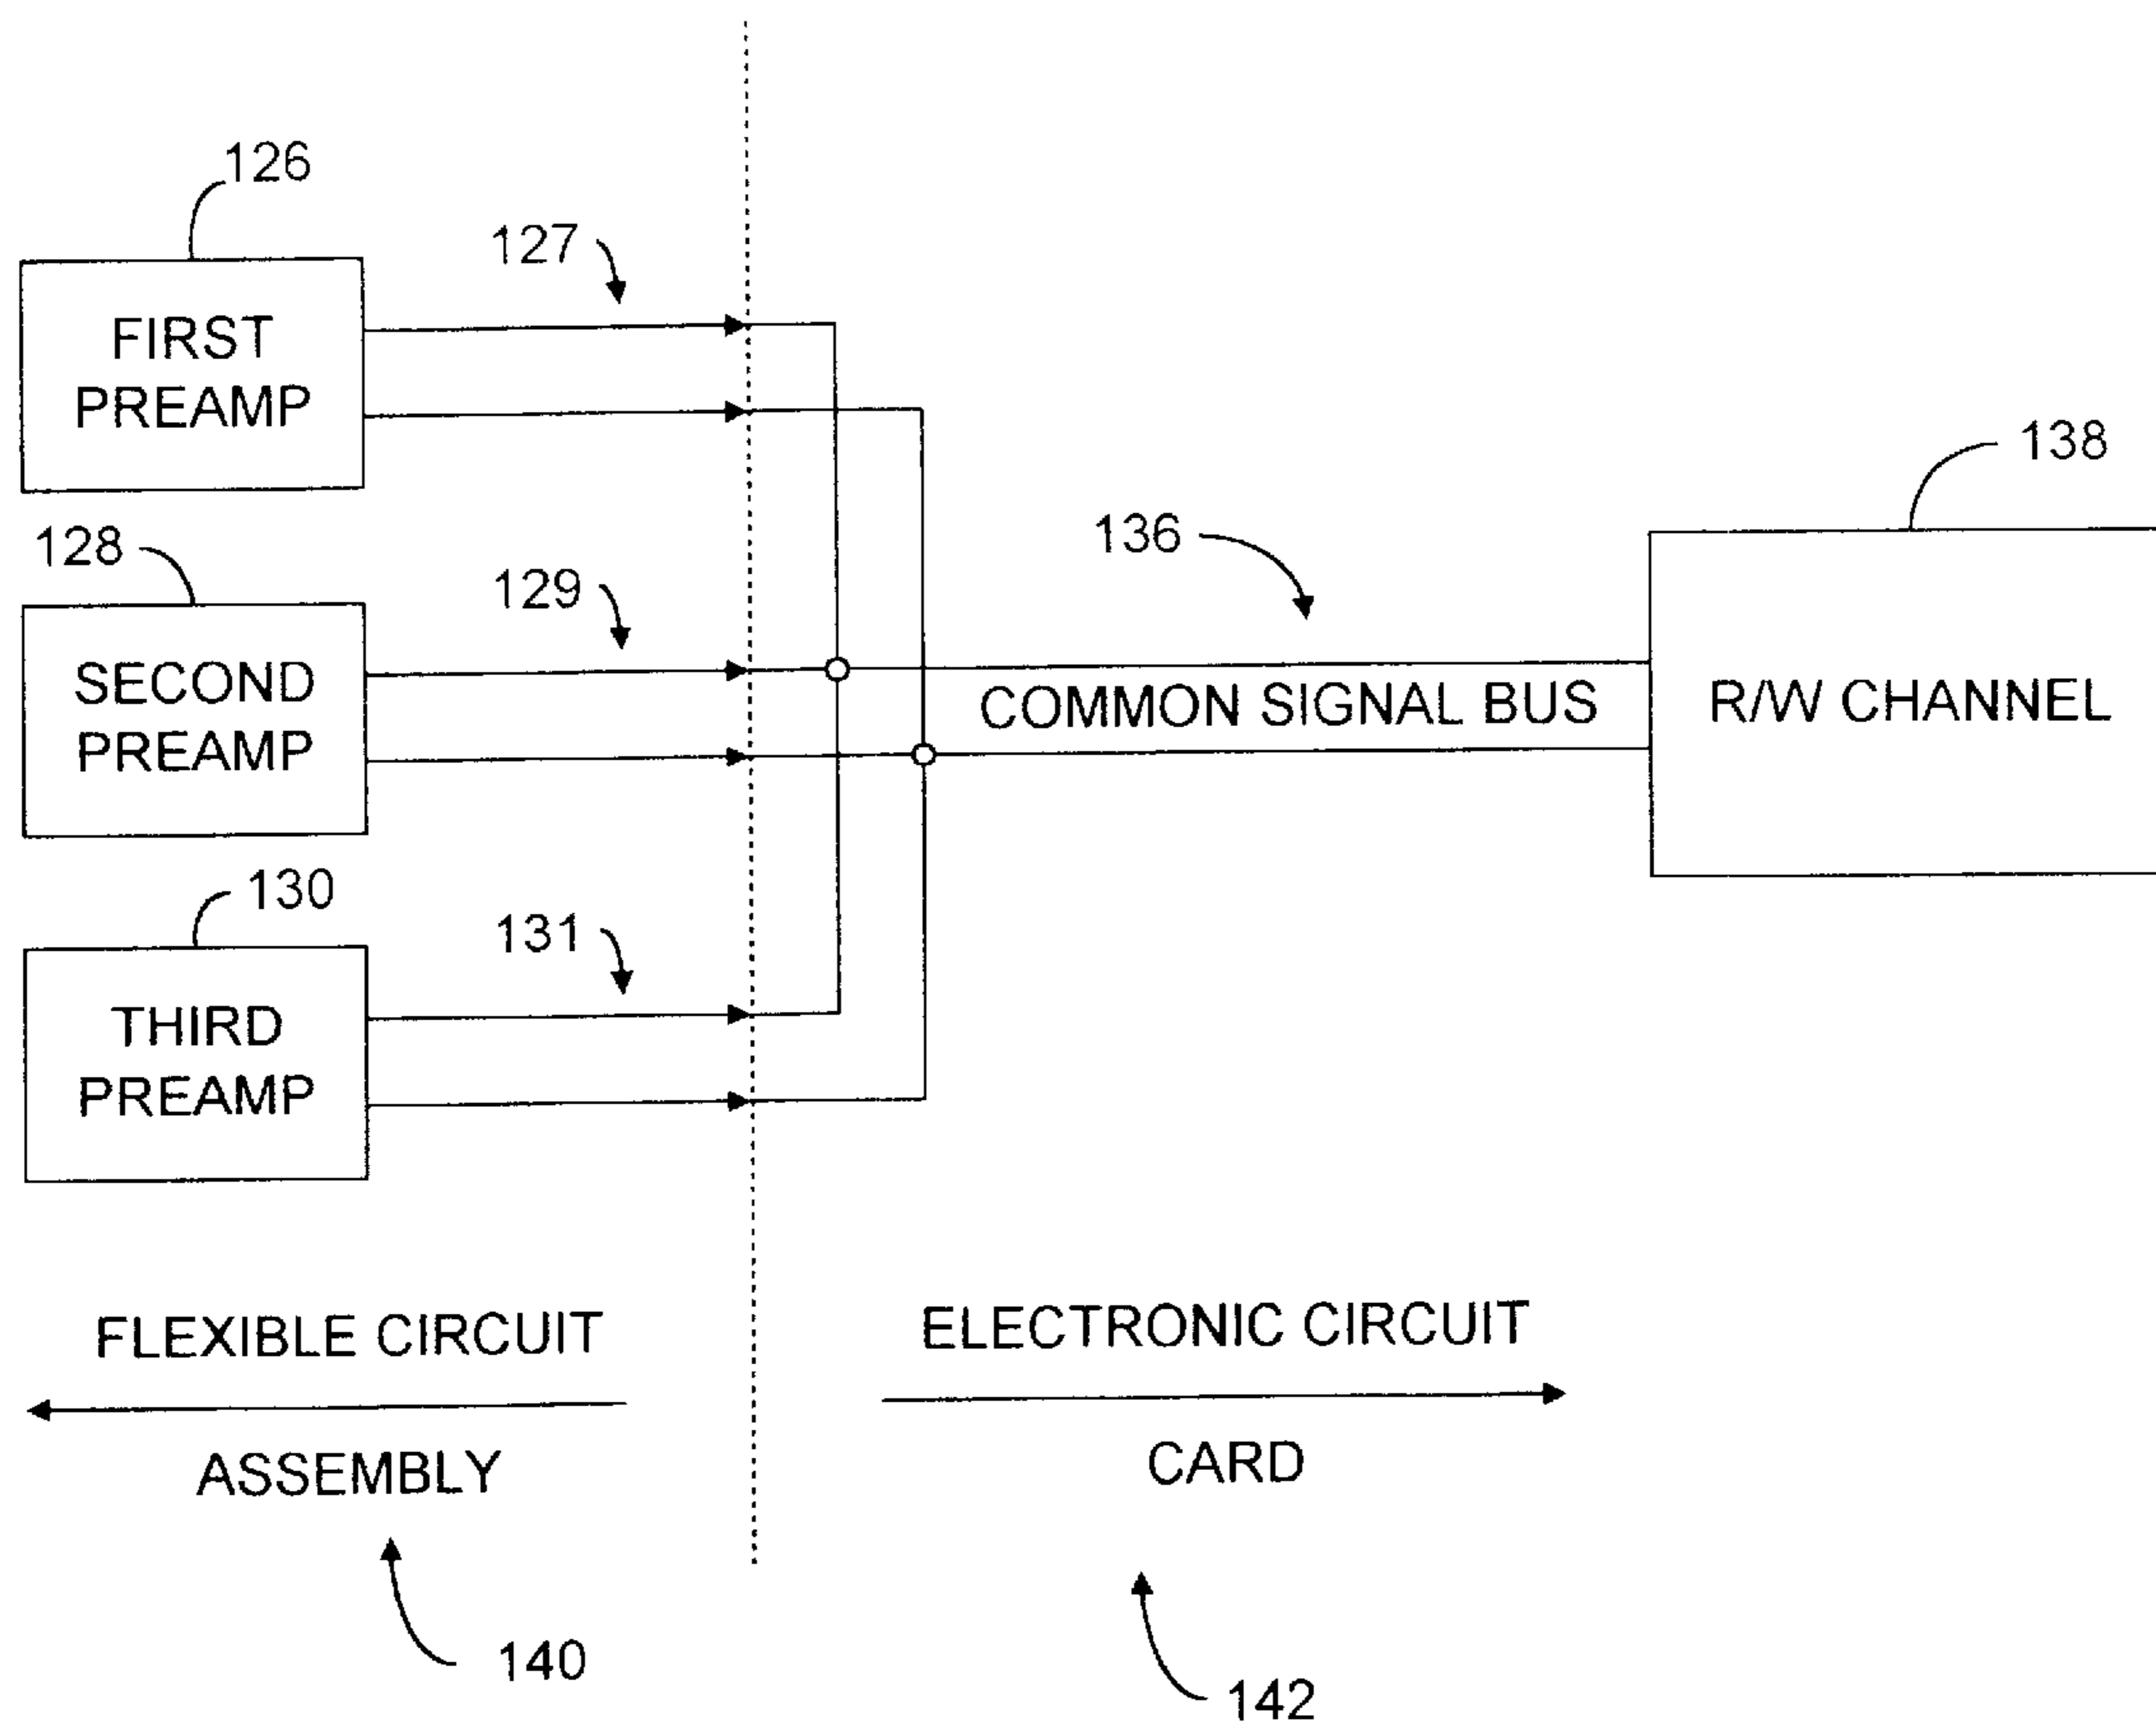 126
127
FIRST
PREAMP
138
136
128
129
SECOND
PREAMP
COMMON SIGNAL BUS
R/W CHANNEL
130
131
THIRD
PREAMP
FLEXIBLE CIRCUIT
ASSEMBLY
ELECTRONIC CIRCUIT
CARD
140
142